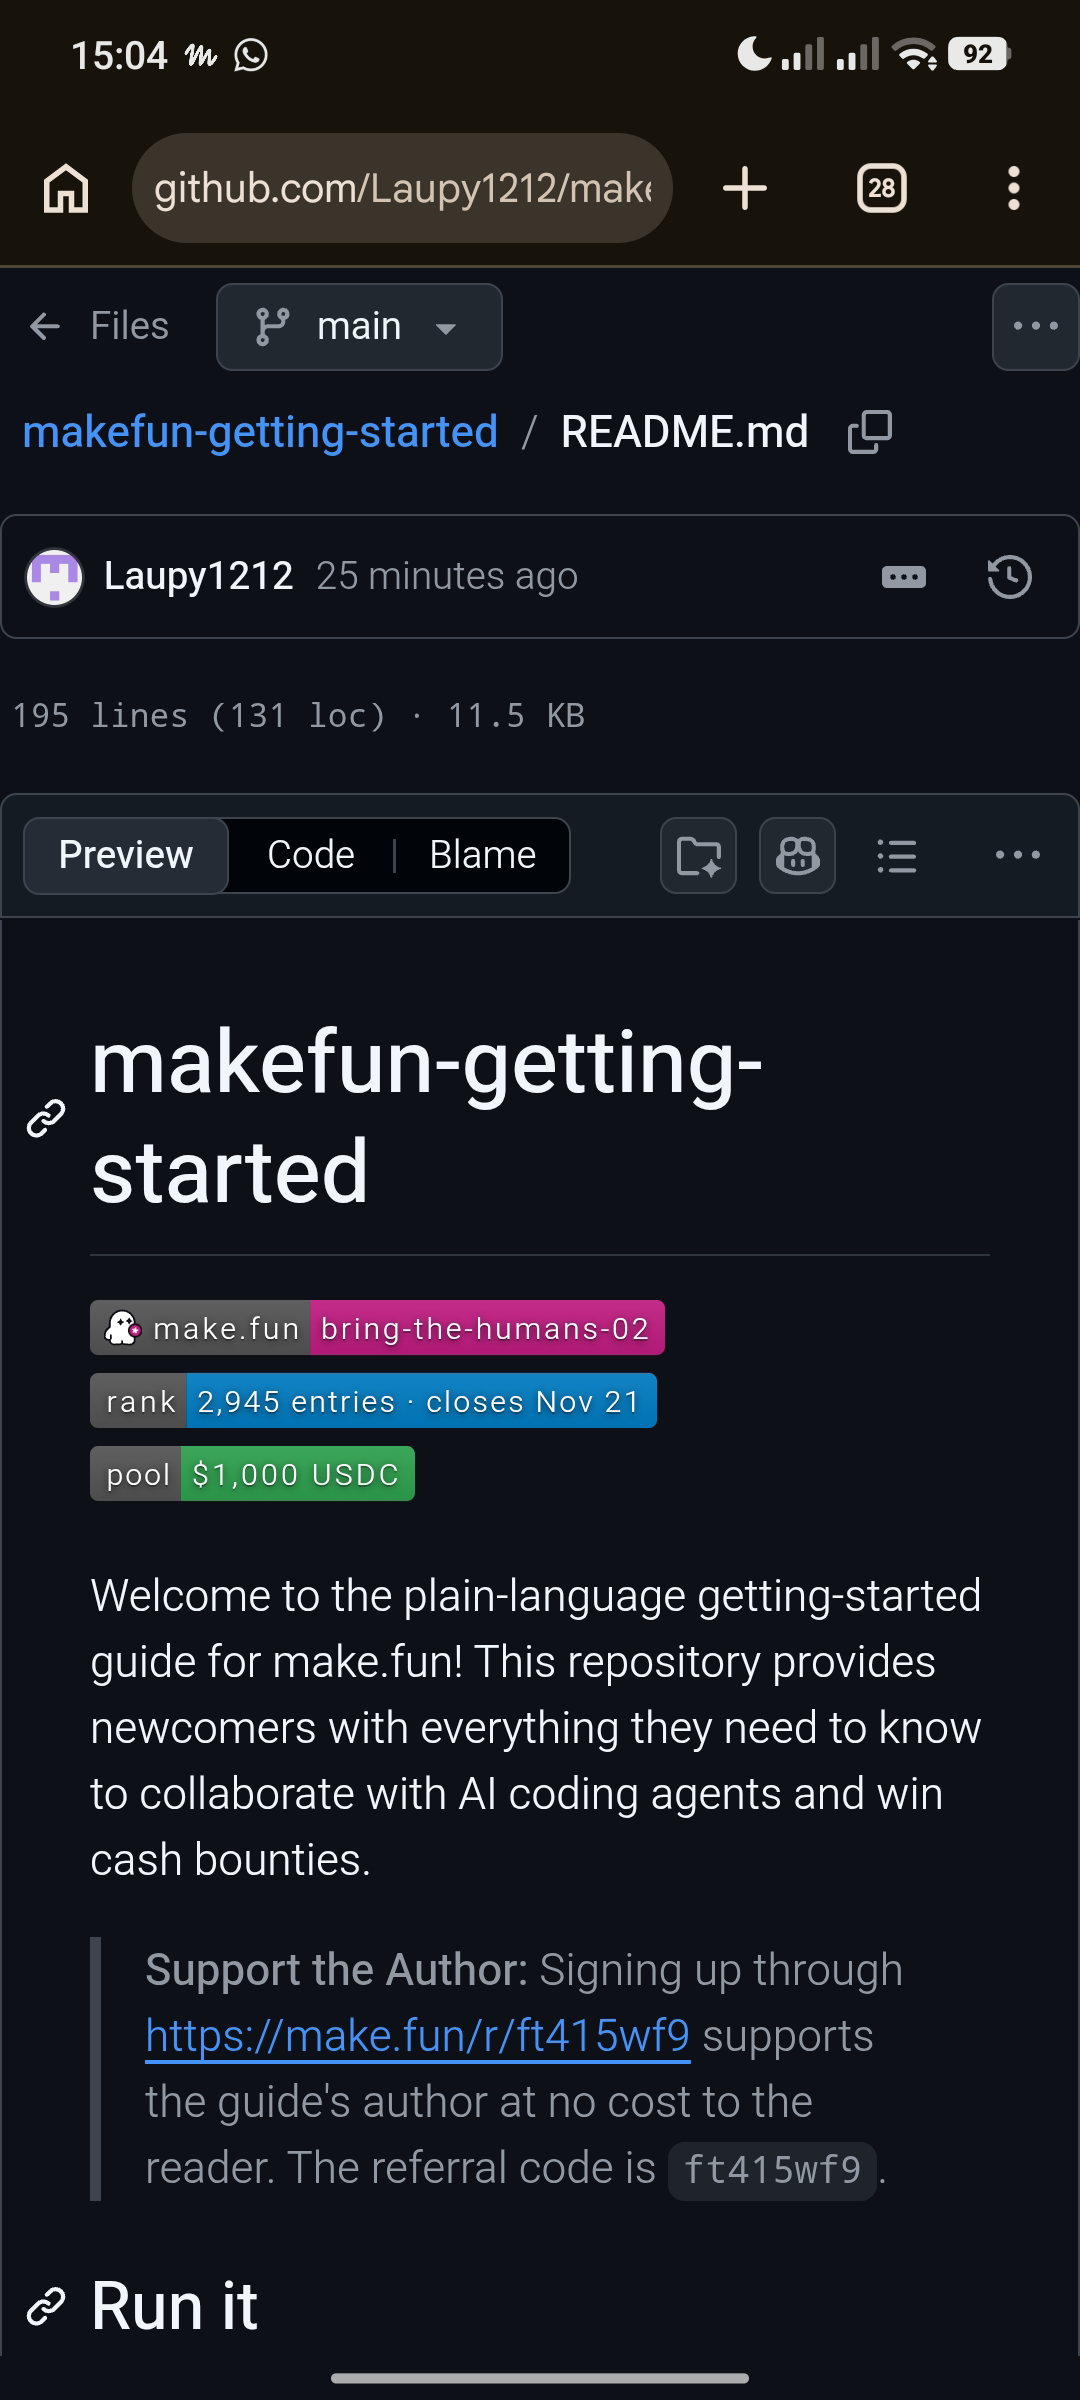 15:04
92
github.com/Laupy1212/make
28
Files
main
makefun-getting-started / README.md
Laupy1212 25 minutes ago
195 lines (131 loc) · 11.5 KB
Preview Code Blame
makefun-getting-
started
make.fun bring-the-humans-02
rank 2,945 entries · closes Nov 21
pool $1,000 USDC
Welcome to the plain-language getting-started
guide for make.fun! This repository provides
newcomers with everything they need to know
to collaborate with AI coding agents and win
cash bounties.
Support the Author: Signing up through
https://make.fun/r/ft415wf9 supports
the guide's author at no cost to the
reader. The referral code is ft415wf9.
Run it